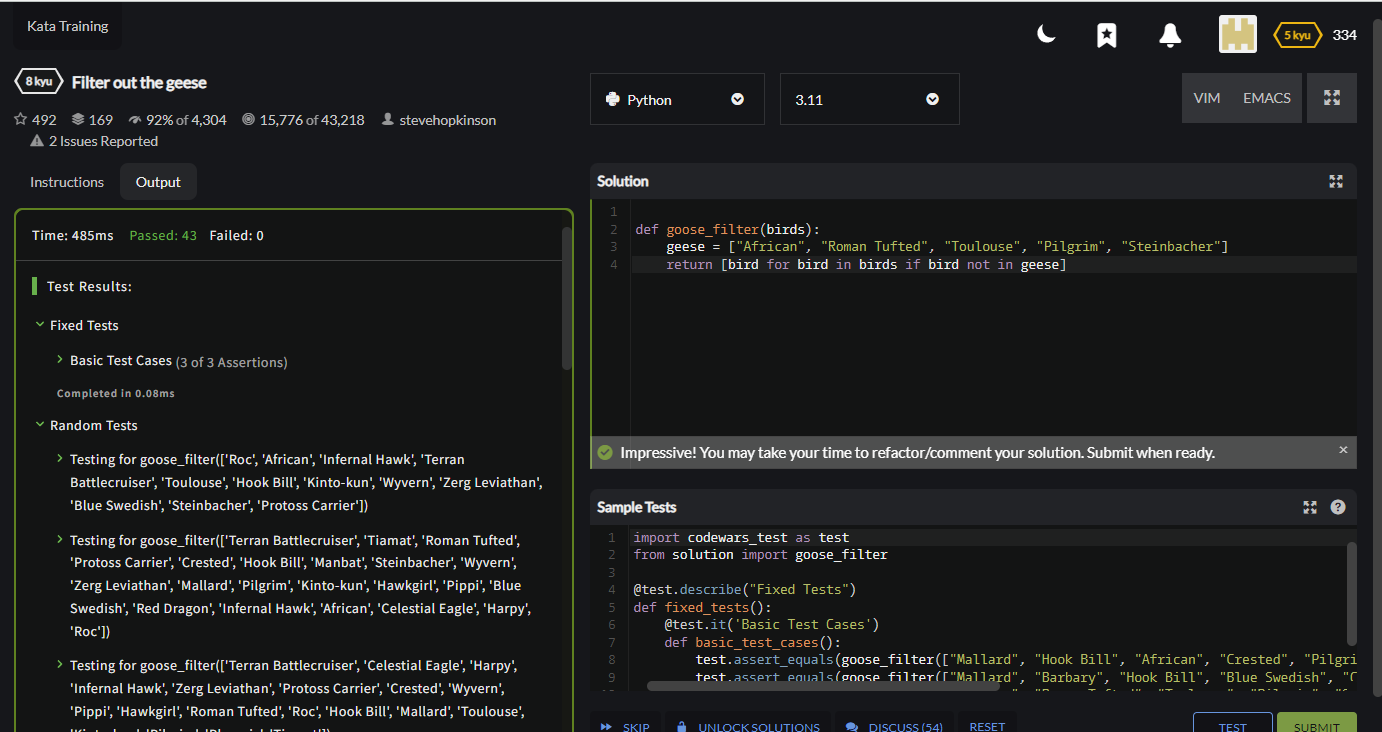 Kata Training
5 kyu 334
8 kyu Filter out the geese
492 169 92% of 4,304 15,776 of 43,218 stevehopkinson
2 Issues Reported
Python 3.11 VIM EMACS
Instructions Output
Time: 485ms Passed: 43 Failed: 0
Test Results:
Fixed Tests
Basic Test Cases (3 of 3 Assertions)
Completed in 0.08ms
Random Tests
Testing for goose_filter(['Roc', 'African', 'Infernal Hawk', 'Terran
Battlecruiser', 'Toulouse', 'Hook Bill', 'Kinto-kun', 'Wyvern', 'Zerg Leviathan',
'Blue Swedish', 'Steinbacher', 'Protoss Carrier'])
Testing for goose_filter(['Terran Battlecruiser', 'Tiamat', 'Roman Tufted',
'Protoss Carrier', 'Crested', 'Hook Bill', 'Manbat', 'Steinbacher', 'Wyvern',
'Zerg Leviathan', 'Mallard', 'Pilgrim', 'Kinto-kun', 'Hawkgirl', 'Pippi', 'Blue
Swedish', 'Red Dragon', 'Infernal Hawk', 'African', 'Celestial Eagle', 'Harpy',
'Roc'])
Testing for goose_filter(['Terran Battlecruiser', 'Celestial Eagle', 'Harpy',
'Infernal Hawk', 'Zerg Leviathan', 'Protoss Carrier', 'Crested', 'Wyvern',
'Pippi', 'Hawkgirl', 'Roman Tufted', 'Roc', 'Hook Bill', 'Mallard', 'Toulouse',
Solution
1
2 def goose_filter(birds):
3 geese = ["African", "Roman Tufted", "Toulouse", "Pilgrim", "Steinbacher"]
4 return [bird for bird in birds if bird not in geese]
Impressive! You may take your time to refactor/comment your solution. Submit when ready.
Sample Tests
1 import codewars_test as test
2 from solution import goose_filter
3
4 @test.describe("Fixed Tests")
5 def fixed_tests():
6 @test.it('Basic Test Cases')
7 def basic_test_cases():
8 test.assert_equals(goose_filter(["Mallard", "Hook Bill", "African", "Crested", "Pilgri
9 test.assert_equals(goose_filter(["Mallard", "Barbary", "Hook Bill", "Blue Swedish", "C
SKIP UNLOCK SOLUTIONS DISCUSS (54) RESET TEST SUBMIT